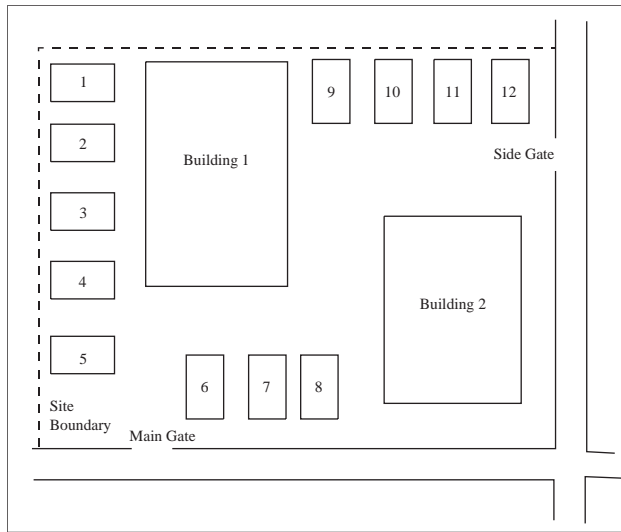 1
9
10
11
12
2
Side Gate
Building 1
3
4
Building 2
5
6
7
8
Site
Boundary
Main Gate